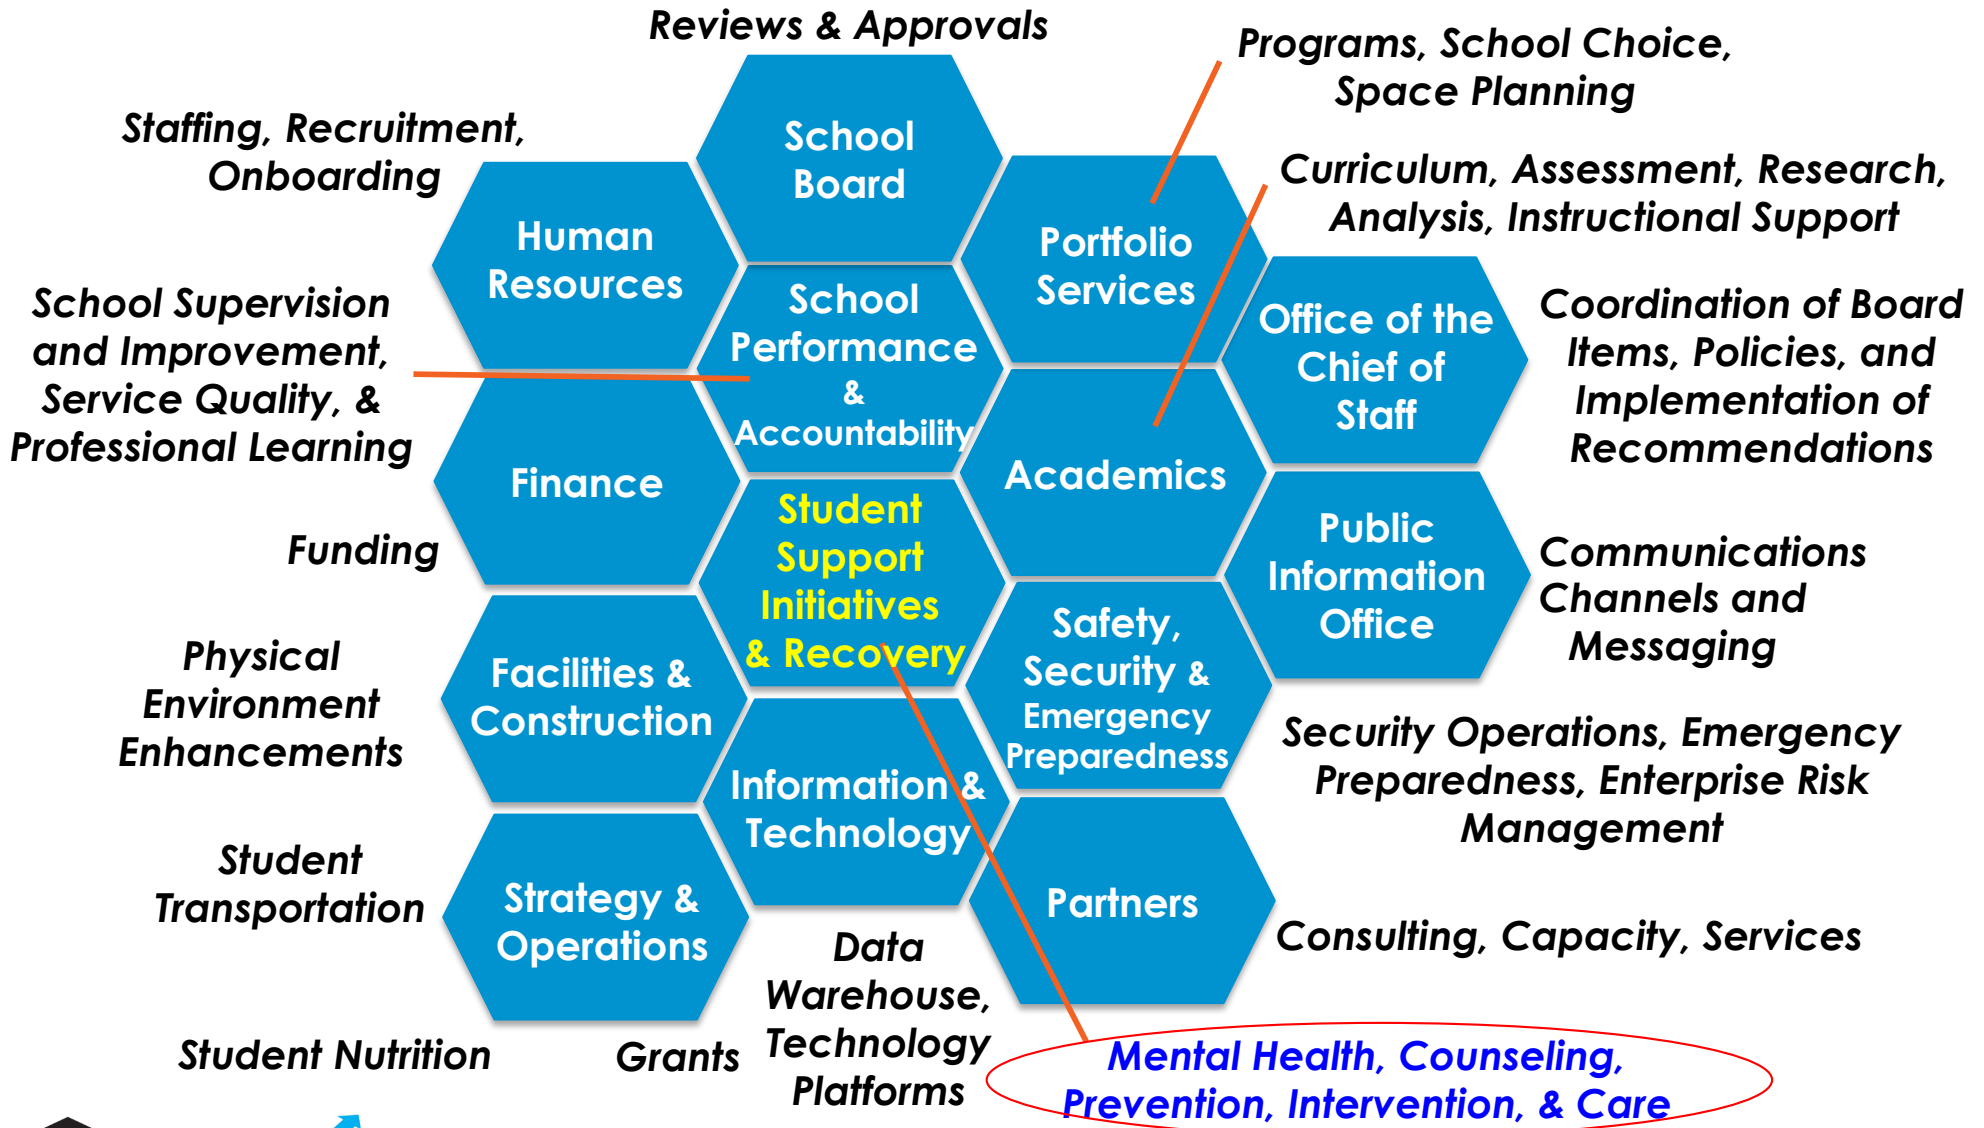 Reviews & Approvals
Programs, School Choice,
Space Planning
Staffing, Recruitment,
Onboarding
School
Board
Curriculum, Assessment, Research,
Analysis, Instructional Support
Human
Resources
Portfolio
Services
School Supervision
and Improvement,
Service Quality, &
Professional Learning
School
Performance
&
Accountability
Office of the
Chief of
Staff
Coordination of Board
Items, Policies, and
Implementation of
Recommendations
Finance
Academics
Funding
Student
Support
Initiatives
& Recovery
Public
Information
Office
Communications
Channels and
Messaging
Physical
Environment
Enhancements
Facilities &
Construction
Safety,
Security &
Emergency
Preparedness
Security Operations, Emergency
Preparedness, Enterprise Risk
Management
Information &
Technology
Student
Transportation
Strategy &
Operations
Partners
Consulting, Capacity, Services
Data
Warehouse,
Technology
Platforms
Student Nutrition
Grants
Mental Health, Counseling,
Prevention, Intervention, & Care